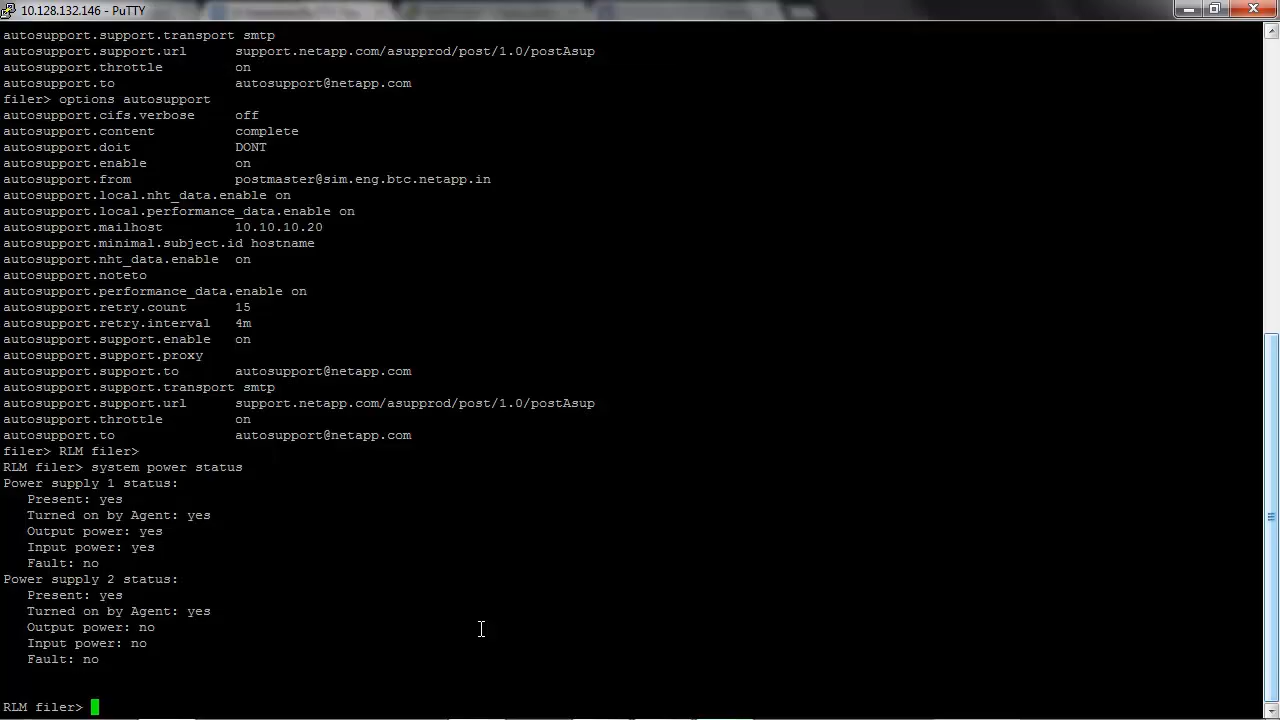 10.128.132.146 - PuTTY
autosupport.support.transport smtp
autosupport.support.url      support.netapp.com/asupprod/post/1.0/postAsup
autosupport.throttle         on
autosupport.to               autosupport@netapp.com
filer> options autosupport
autosupport.cifs.verbose     off
autosupport.content          complete
autosupport.doit             DONT
autosupport.enable           on
autosupport.from             postmaster@sim.eng.btc.netapp.in
autosupport.local.nht_data.enable on
autosupport.local.performance_data.enable on
autosupport.mailhost         10.10.10.20
autosupport.minimal.subject.id hostname
autosupport.nht_data.enable  on
autosupport.noteto
autosupport.performance_data.enable on
autosupport.retry.count      15
autosupport.retry.interval   4m
autosupport.support.enable   on
autosupport.support.proxy
autosupport.support.to       autosupport@netapp.com
autosupport.support.transport smtp
autosupport.support.url      support.netapp.com/asupprod/post/1.0/postAsup
autosupport.throttle         on
autosupport.to               autosupport@netapp.com
filer> RLM filer>
RLM filer> system power status
Power supply 1 status:
   Present: yes
   Turned on by Agent: yes
   Output power: yes
   Input power: yes
   Fault: no
Power supply 2 status:
   Present: yes
   Turned on by Agent: yes
   Output power: no
   Input power: no
   Fault: no
RLM filer>